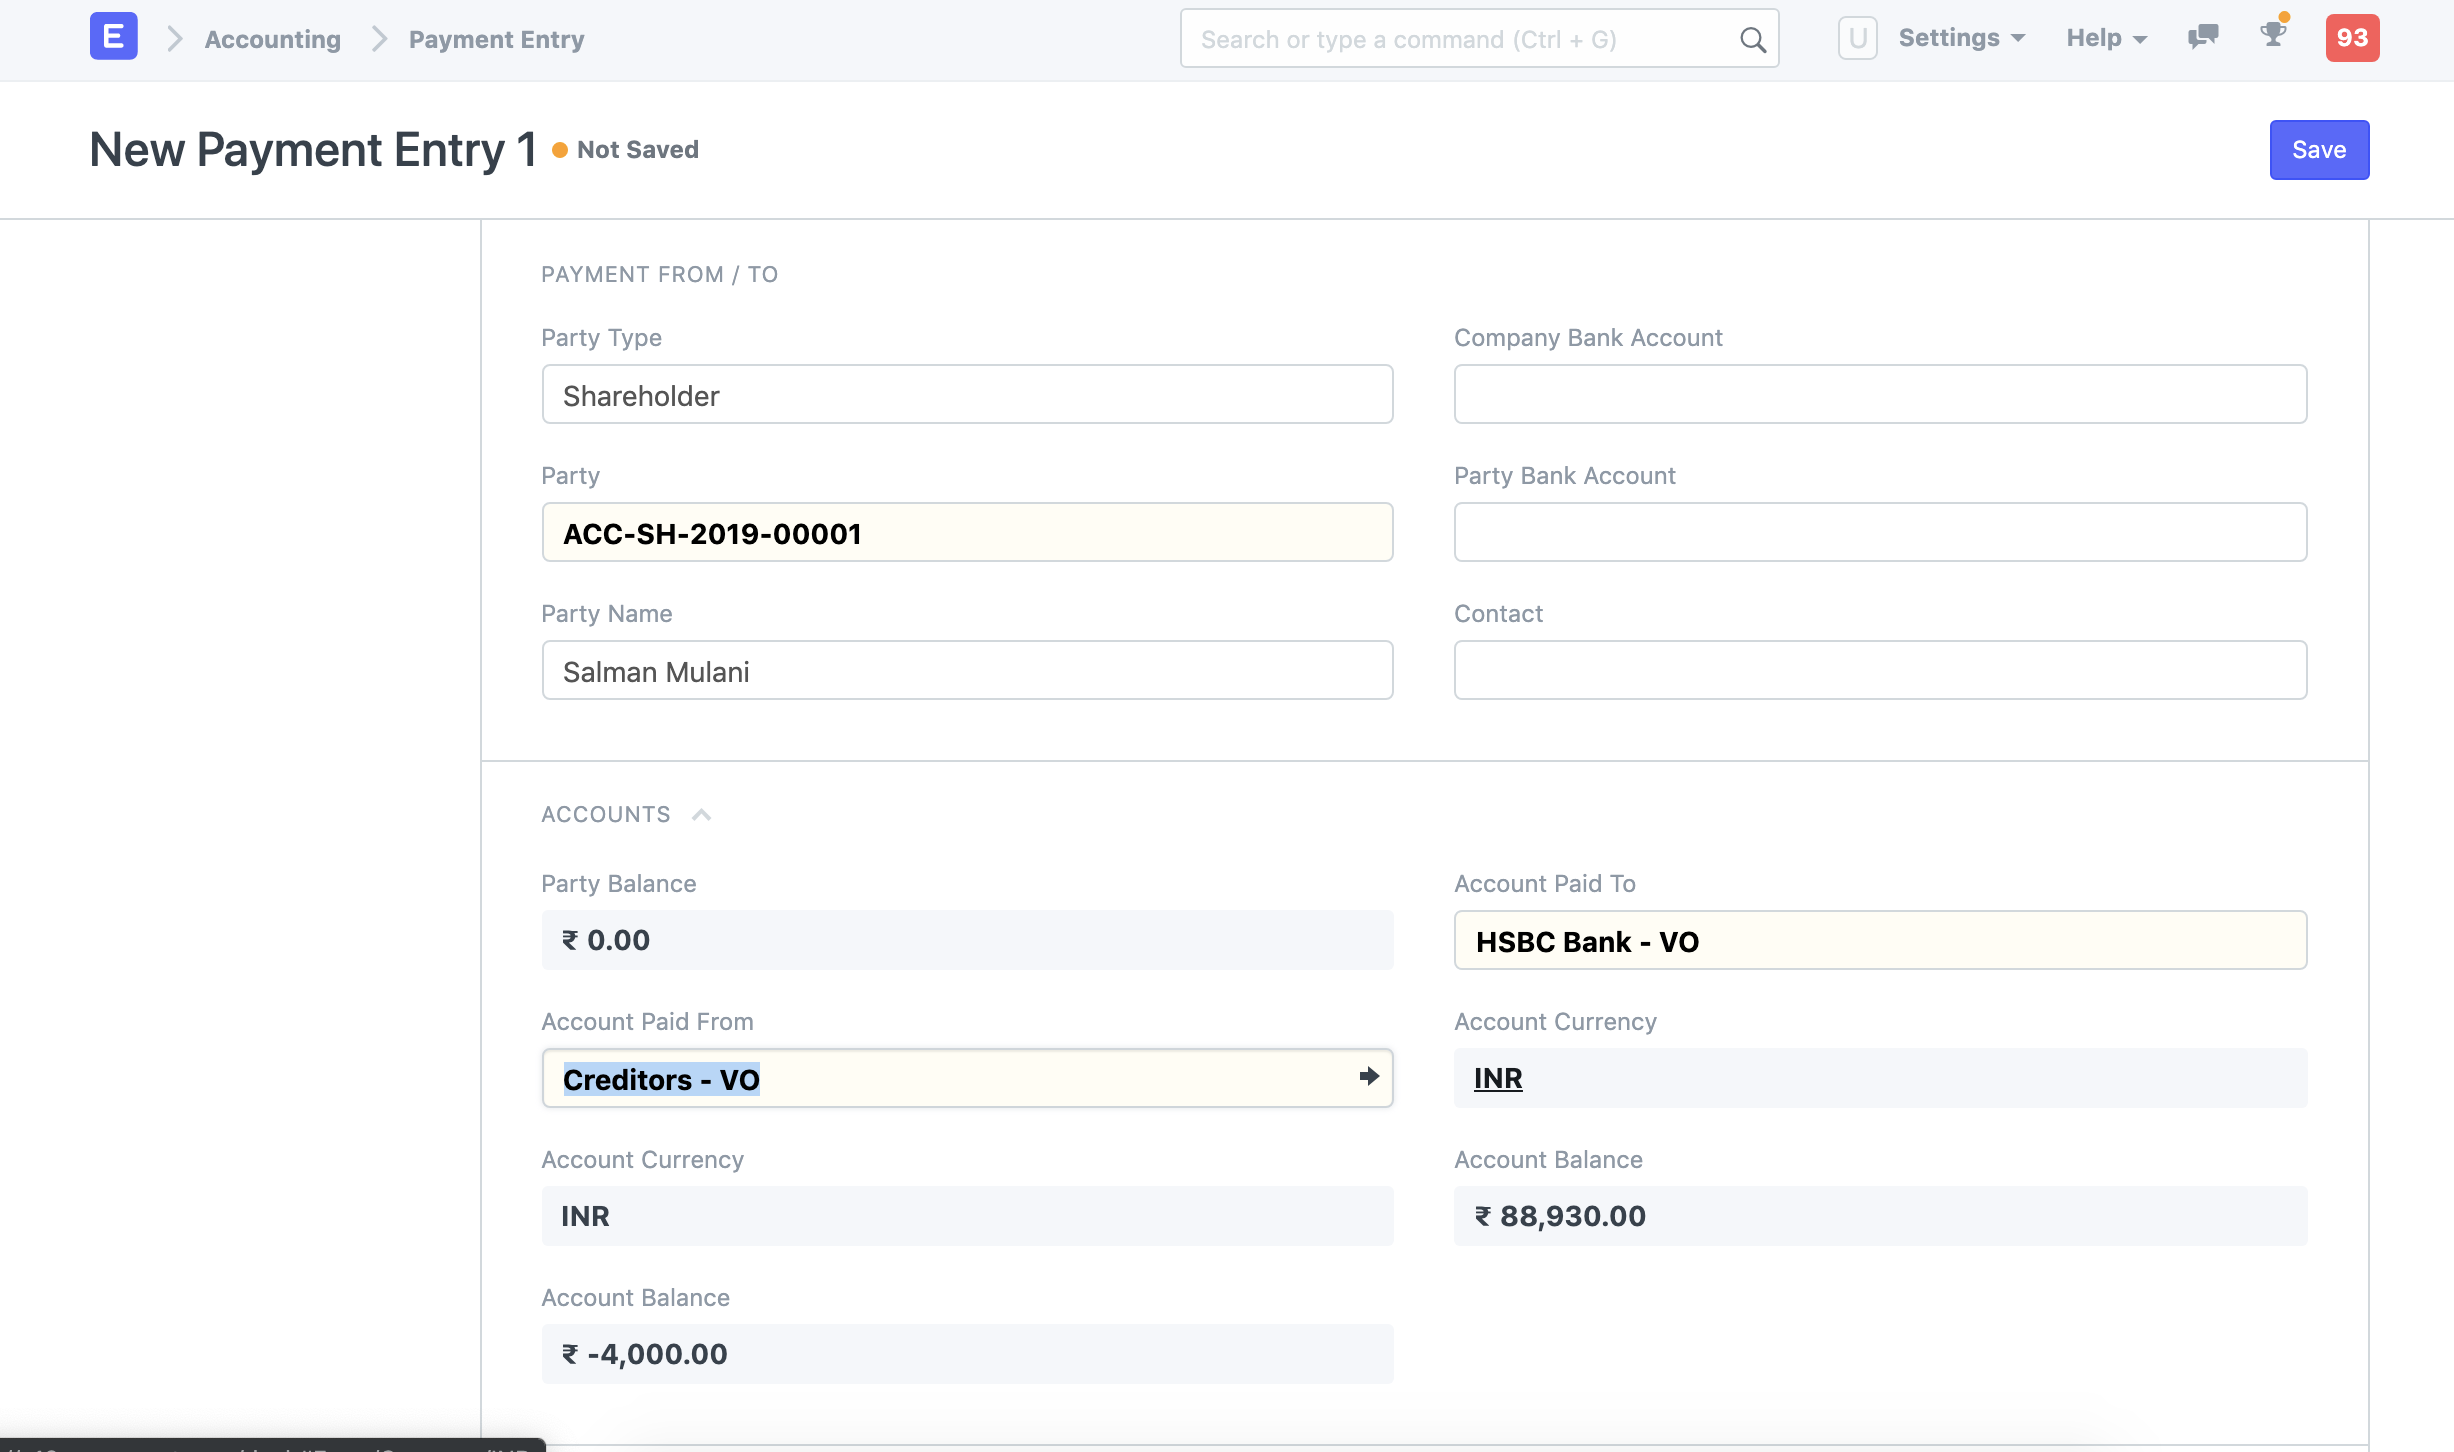 E Accounting Payment Entry Search or type a command (Ctrl + G) U Settings Help 93
New Payment Entry 1 Not Saved Save
PAYMENT FROM / TO
Party Type
Shareholder
Company Bank Account
Party
ACC-SH-2019-00001
Party Bank Account
Party Name
Salman Mulani
Contact
ACCOUNTS
Party Balance
₹ 0.00
Account Paid To
HSBC Bank - VO
Account Paid From
Creditors - VO
Account Currency
INR
Account Currency
INR
Account Balance
₹ 88,930.00
Account Balance
₹ -4,000.00